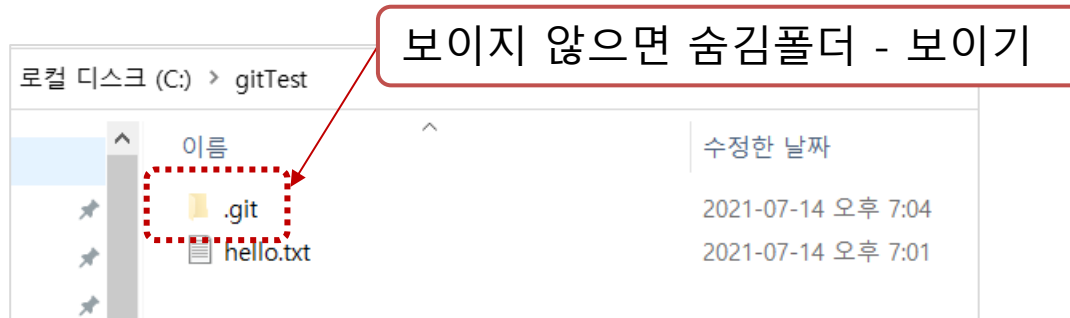 보이지 않으면 숨김폴더 - 보이기
로컬 디스크 (C:) > gitTest
이름 수정한 날짜
.git 2021-07-14 오후 7:04
hello.txt 2021-07-14 오후 7:01